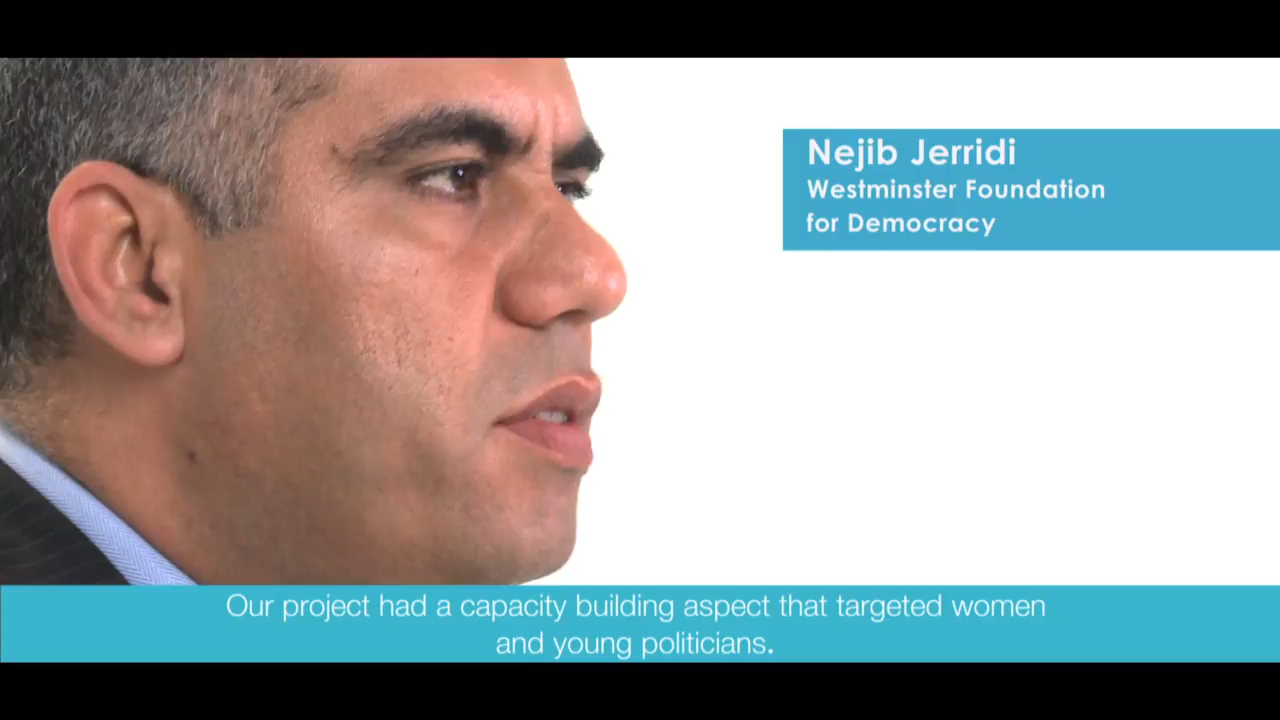 Nejib Jerridi
Westminster Foundation
for Democracy
Our project had a capacity building aspect that targeted women
and young politicians.